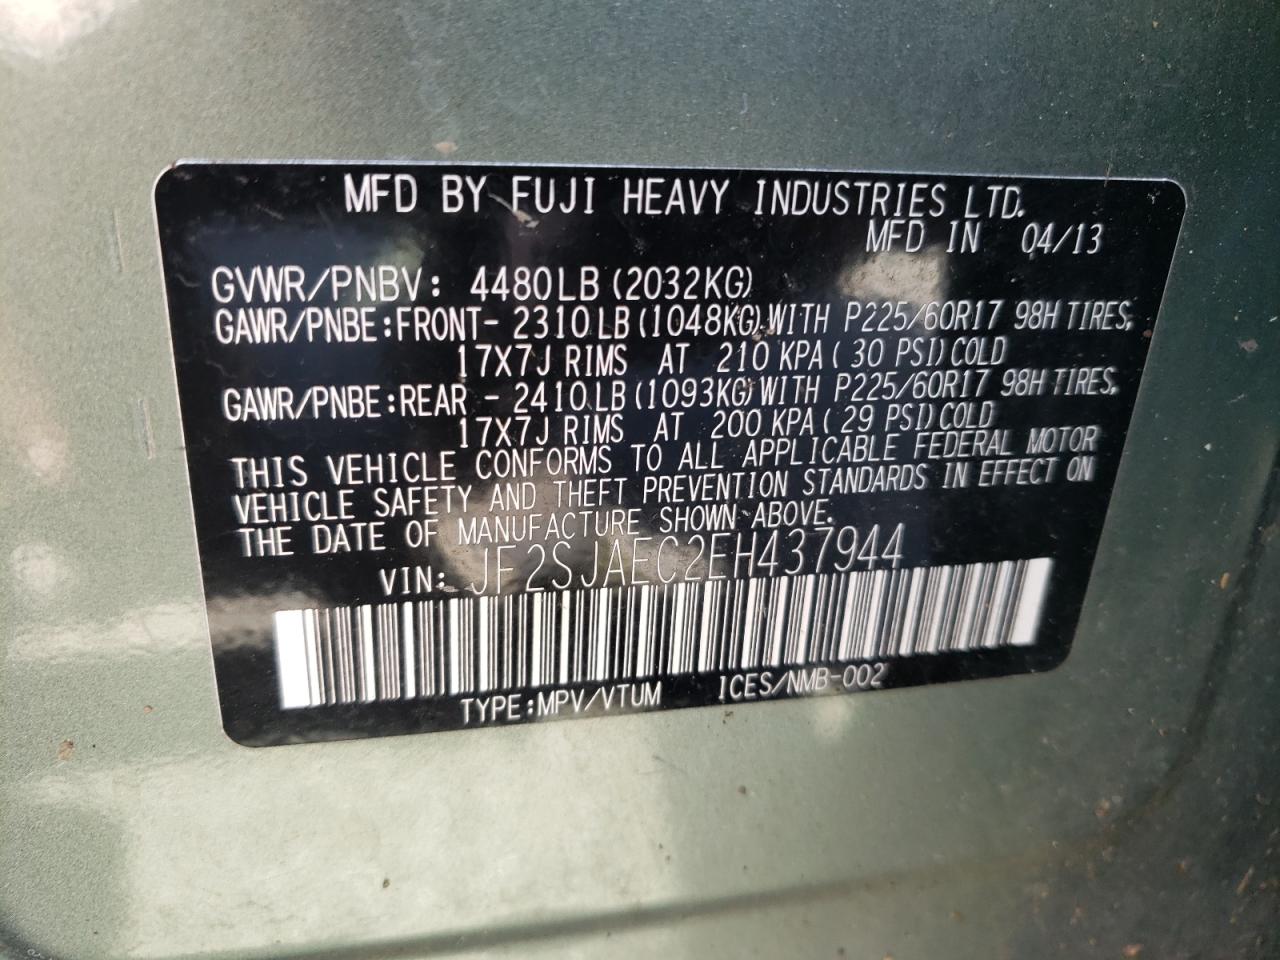 MFD BY FUJI HEAVY INDUSTRIES LTD.
MFD IN 04/13
GVWR/PNBV: 4480LB (2032KG)
GAWR/PNBE:FRONT- 2310LB (1048KG) WITH P225/60R17 98H TIRES,
17X7J RIMS AT 210 KPA ( 30 PSI) COLD
GAWR/PNBE:REAR - 2410LB (1093KG) WITH P225/60R17 98H TIRES,
17X7J RIMS AT 200 KPA ( 29 PSI) COLD
THIS VEHICLE CONFORMS TO ALL APPLICABLE FEDERAL MOTOR
VEHICLE SAFETY AND THEFT PREVENTION STANDARDS IN EFFECT ON
THE DATE OF MANUFACTURE SHOWN ABOVE.
VIN: JF2SJAEC2EH437944
TYPE:MPV/VTUM ICES/NMB-002